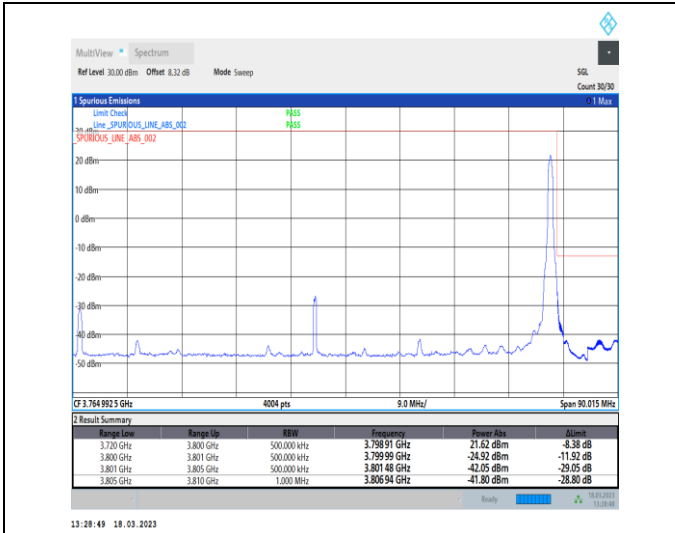 MultiView Spectrum
Ref Level 30.00 dBm Offset 8.32 dB Mode Sweep SGL
Count 30/30
1 Spurious Emissions 1 Max
Limit Check PASS
Line _SPURIOUS_LINE_ABS_002 PASS
_SPURIOUS_LINE_ABS_002
20 dBm
10 dBm
0 dBm
-10 dBm
-20 dBm
-30 dBm
-40 dBm
-50 dBm
CF 3.764 992 5 GHz 4004 pts 9.0 MHz/ Span 90.015 MHz
2 Result Summary
Range Low Range Up RBW Frequency Power Abs ΔLimit
3.720 GHz 3.800 GHz 500.000 kHz 3.798 91 GHz 21.62 dBm -8.38 dB
3.800 GHz 3.801 GHz 500.000 kHz 3.799 99 GHz -24.92 dBm -11.92 dB
3.801 GHz 3.805 GHz 500.000 kHz 3.801 48 GHz -42.05 dBm -29.05 dB
3.805 GHz 3.810 GHz 1.000 MHz 3.806 94 GHz -41.80 dBm -28.80 dB
Ready 18.03.2023
13:28:48
13:28:49 18.03.2023